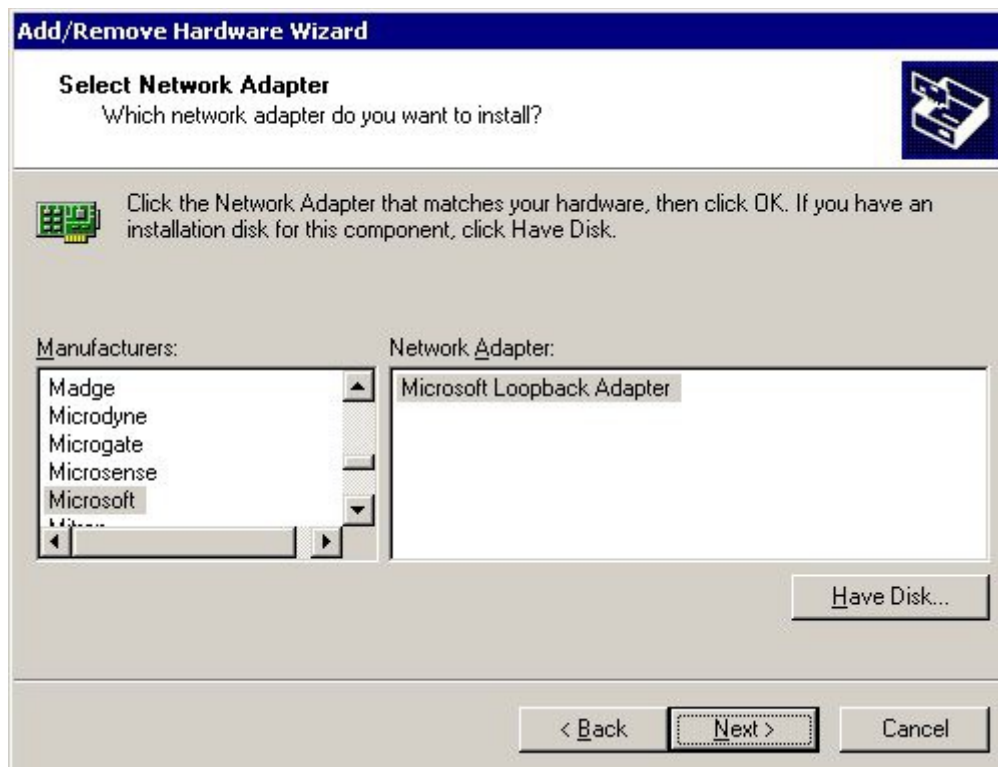 Add/Remove Hardware Wizard
Select Network Adapter
Which network adapter do you want to install?
Click the Network Adapter that matches your hardware, then click OK. If you have an
installation disk for this component, click Have Disk.
Manufacturers:
Madge
Microdyne
Microgate
Microsense
Microsoft
Network Adapter:
Microsoft Loopback Adapter
Have Disk...
< Back
Next >
Cancel